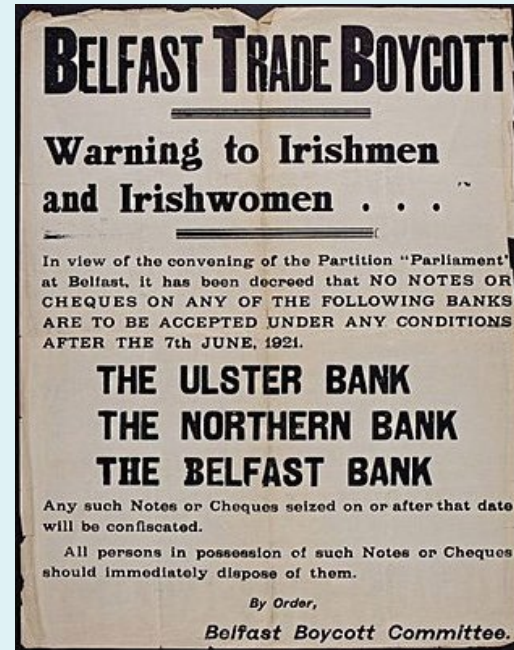 BELFAST TRADE BOYCOTT
Warning to Irishmen
and Irishwomen . . .
In view of the convening of the Partition "Parliament"
at Belfast, it has been decreed that NO NOTES OR
CHEQUES ON ANY OF THE FOLLOWING BANKS
ARE TO BE ACCEPTED UNDER ANY CONDITIONS
AFTER THE 7th JUNE, 1921.
THE ULSTER BANK
THE NORTHERN BANK
THE BELFAST BANK
Any such Notes or Cheques seized on or after that date
will be confiscated.
All persons in possession of such Notes or Cheques
should immediately dispose of them.
By Order,
Belfast Boycott Committee.